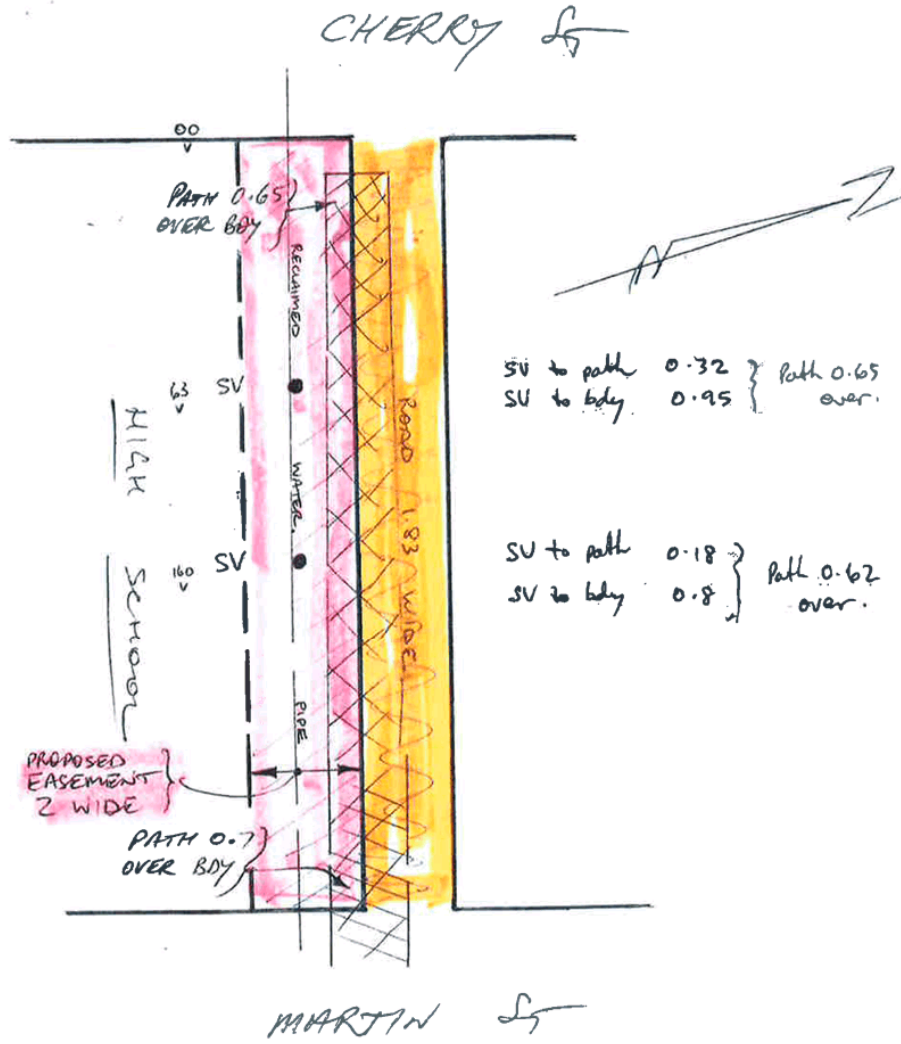 CHERRY ST
00
PATH 0.65
OVER BDY
RECLAIMED
SV to path 0.32
SV to bdy 0.95
Path 0.65
over.
63
SV
HIGH
ROAD 1.83 WIDE
WATER
SV to path 0.18
SV to bdy 0.8
Path 0.62
over.
160
SV
SCHOOL
PIPE
PROPOSED
EASEMENT
2 WIDE
PATH 0.7
OVER BDY
MARTIN ST